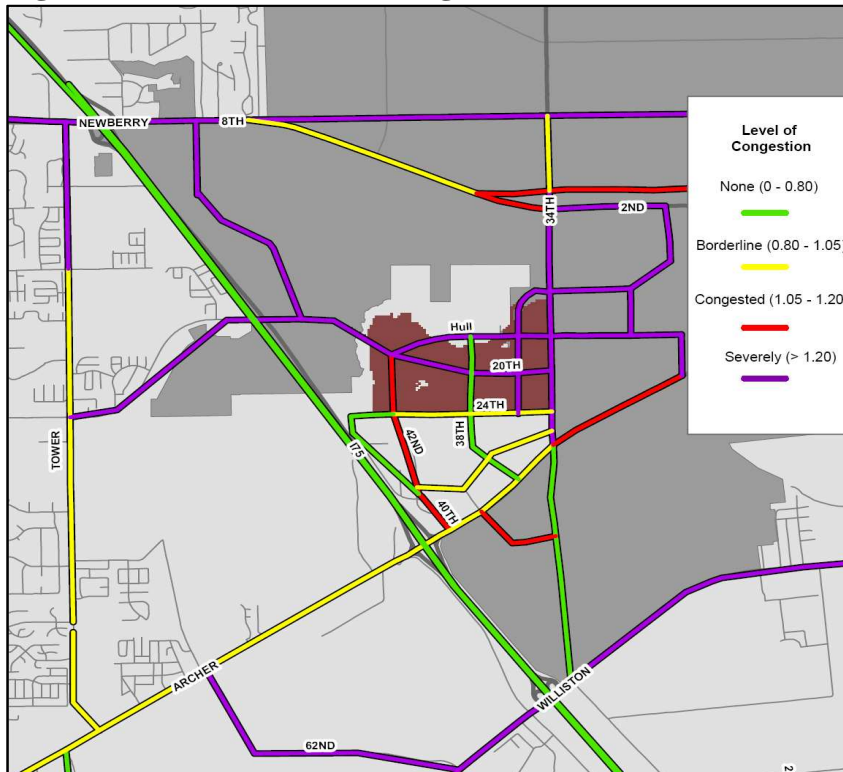 NEWBERRY
8TH
34TH
2ND
Hull
20TH
24TH
42ND
38TH
TOWER
I75
40TH
ARCHER
WILLISTON
62ND
2
Level of
Congestion
None (0 - 0.80)
Borderline (0.80 - 1.05)
Congested (1.05 - 1.20
Severely (> 1.20)